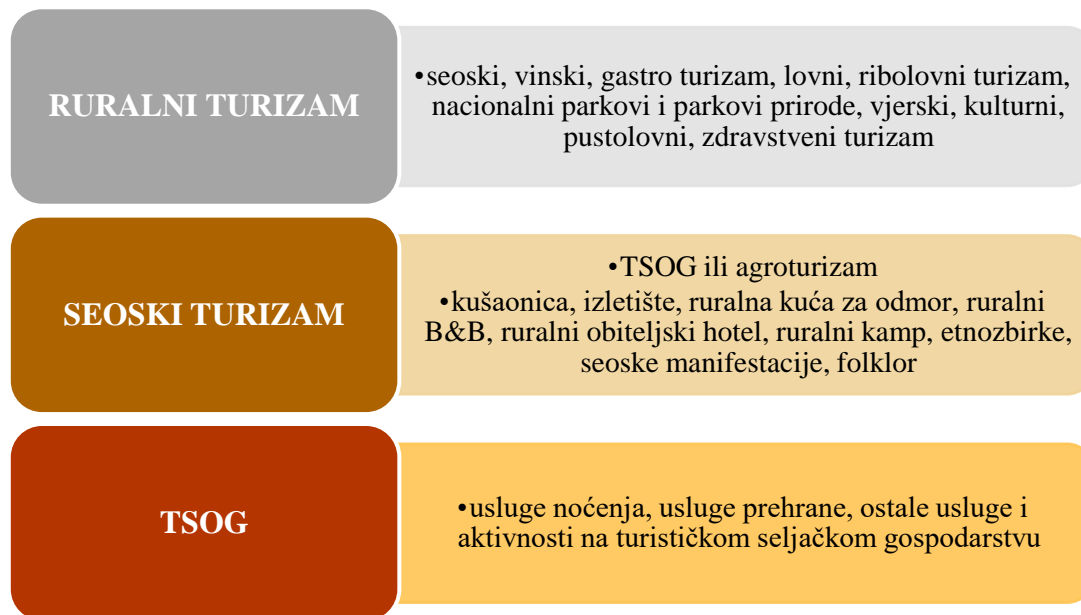 RURALNI TURIZAM
•seoski, vinski, gastro turizam, lovni, ribolovni turizam,
nacionalni parkovi i parkovi prirode, vjerski, kulturni,
pustolovni, zdravstveni turizam
SEOSKI TURIZAM
•TSOG ili agroturizam
•kušaonica, izletište, ruralna kuća za odmor, ruralni
B&B, ruralni obiteljski hotel, ruralni kamp, etnozbirke,
seoske manifestacije, folklor
TSOG
•usluge noćenja, usluge prehrane, ostale usluge i
aktivnosti na turističkom seljačkom gospodarstvu